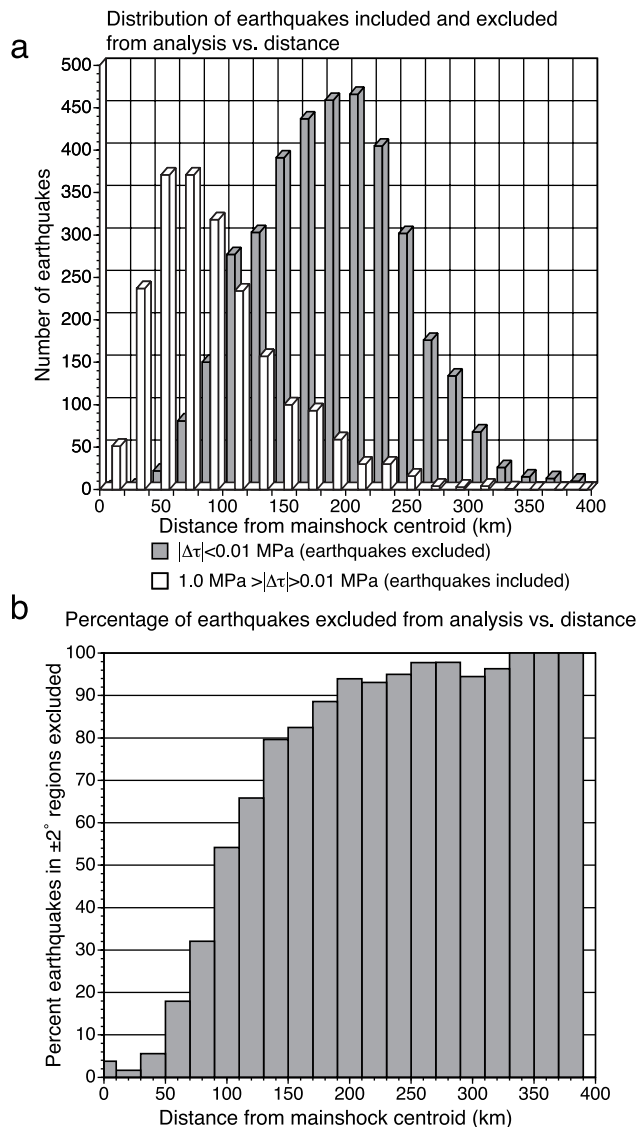 a
Distribution of earthquakes included and excluded
from analysis vs. distance
500
450
400
350
300
250
200
150
100
50
0
Number of earthquakes
0 50 100 150 200 250 300 350 400
Distance from mainshock centroid (km)
|Δτ|<0.01 MPa (earthquakes excluded)
1.0 MPa >|Δτ|>0.01 MPa (earthquakes included)
b
Percentage of earthquakes excluded from analysis vs. distance
100
90
80
70
60
50
40
30
20
10
0
Percent earthquakes in ±2° regions excluded
0 50 100 150 200 250 300 350 400
Distance from mainshock centroid (km)